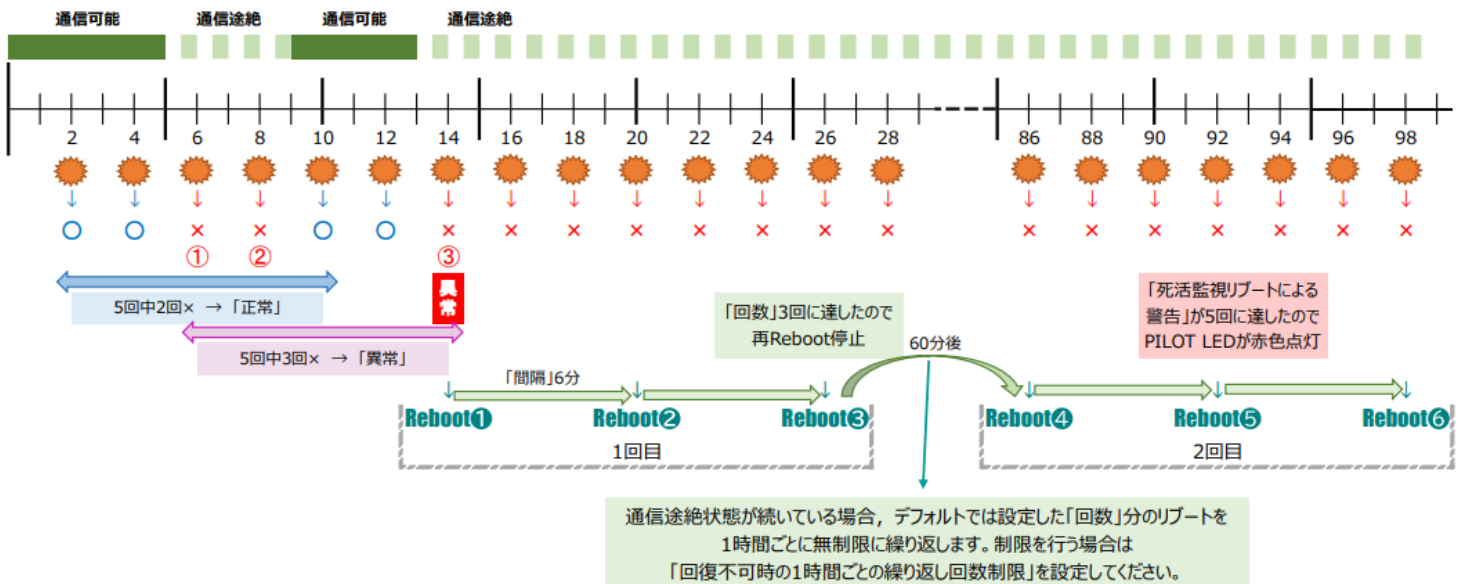 通信可能 通信途絶 通信可能 通信途絶
2 4 6 8 10 12 14 16 18 20 22 24 26 28 86 88 90 92 94 96 98
↓ ↓ ↓ ↓ ↓ ↓ ↓ ↓ ↓ ↓ ↓ ↓ ↓ ↓ ↓ ↓ ↓ ↓ ↓ ↓ ↓
○ ○ × × ○ ○ × × × × × × × × × × × × × × ×
① ② ③
異常
5回中2回× → 「正常」
5回中3回× → 「異常」
「回数」3回に達したので
再Reboot停止
60分後
「死活監視リブートによる
警告」が5回に達したので
PILOT LEDが赤色点灯
「間隔」6分
↓ ↓ ↓ ↓ ↓ ↓
Reboot❶ Reboot❷ Reboot❸ Reboot❹ Reboot❺ Reboot❻
1回目 2回目
通信途絶状態が続いている場合，デフォルトでは設定した「回数」分のリブートを
1時間ごとに無制限に繰り返します。制限を行う場合は
「回復不可時の1時間ごとの繰り返し回数制限」を設定してください。